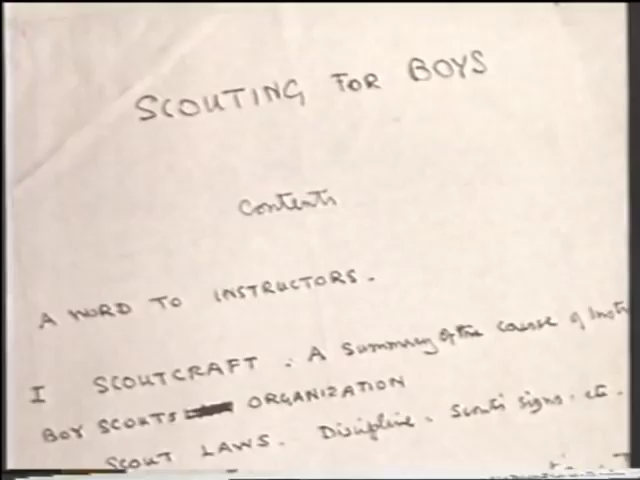 SCOUTING FOR BOYS
Contents
A WORD TO INSTRUCTORS.
I SCOUTCRAFT. A Summary of the course of Instr
BOY SCOUTS ORGANIZATION
SCOUT LAWS. Discipline. Scouts signs. etc.